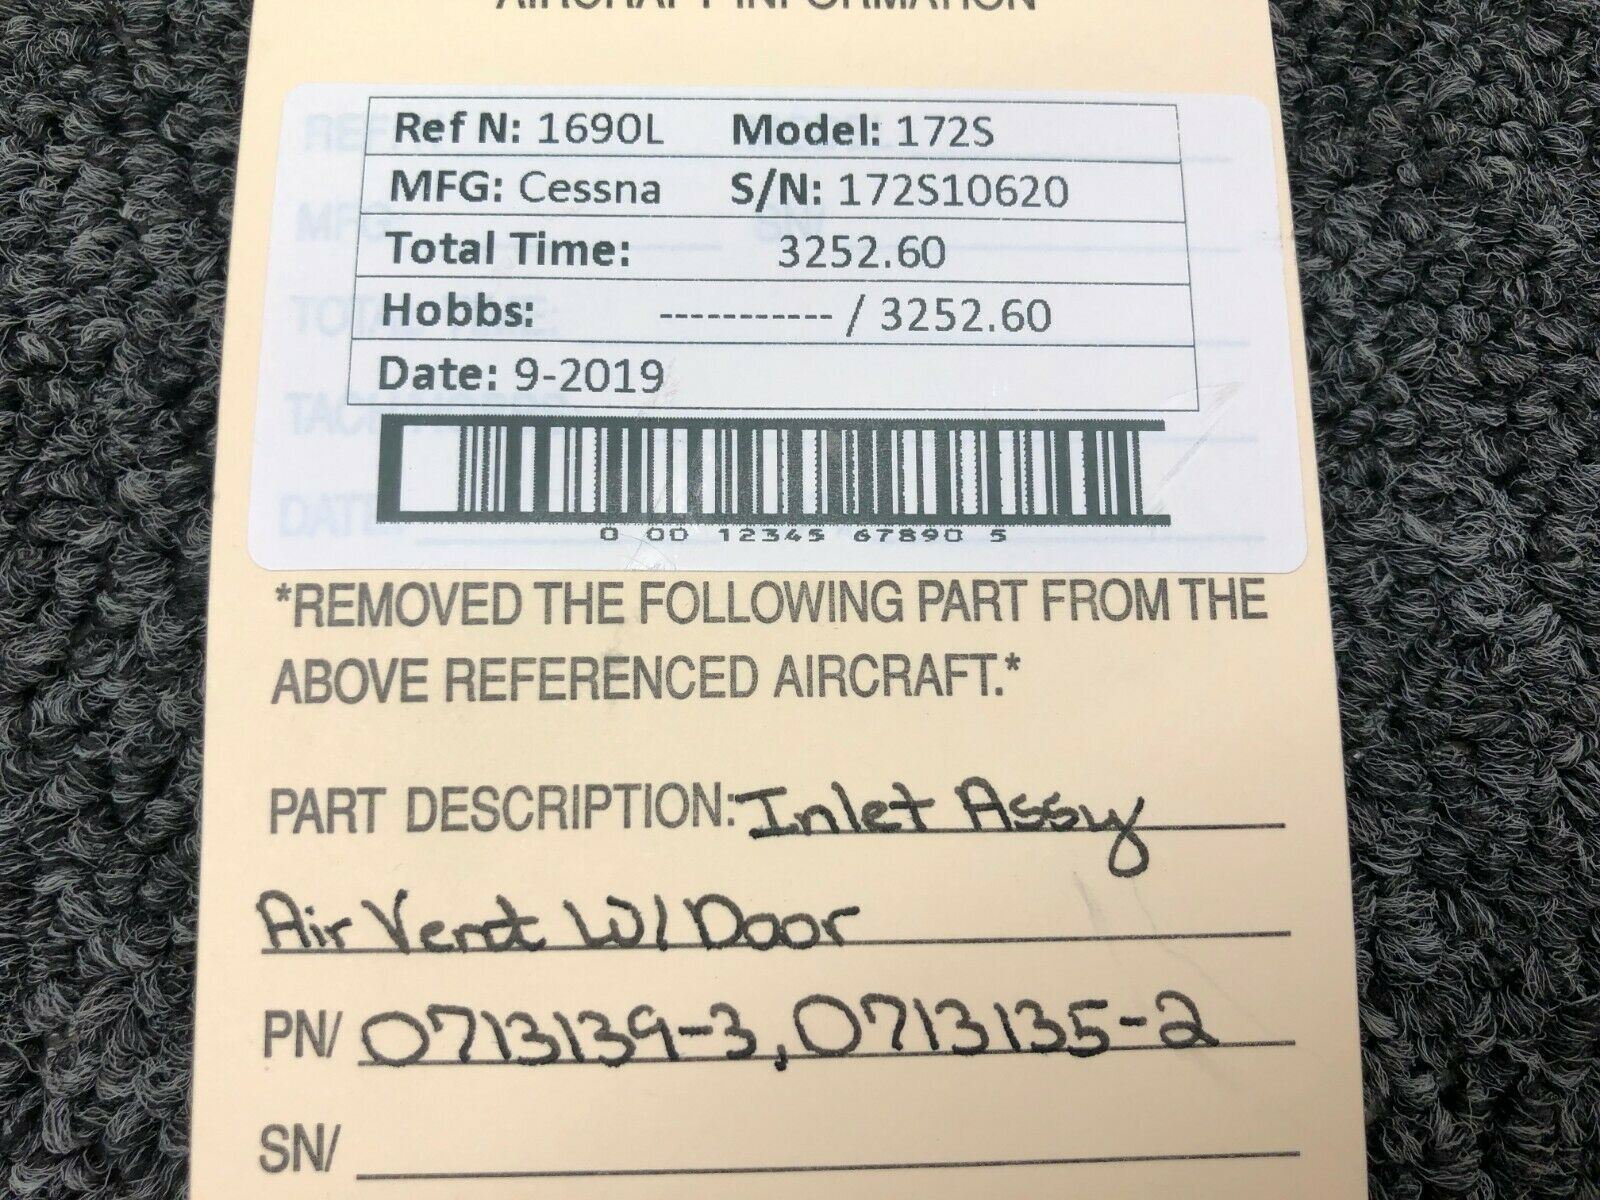 AIRCRAFT INFORMATION
Ref N: 1690L Model: 172S
MFG: Cessna S/N: 172S10620
Total Time: 3252.60
Hobbs: ----------- / 3252.60
Date: 9-2019
0 00 12345 67890 5
*REMOVED THE FOLLOWING PART FROM THE
ABOVE REFERENCED AIRCRAFT.*
PART DESCRIPTION: Inlet Assy
Air Vent W/ Door
PN/ 0713139-3, 0713135-2
SN/